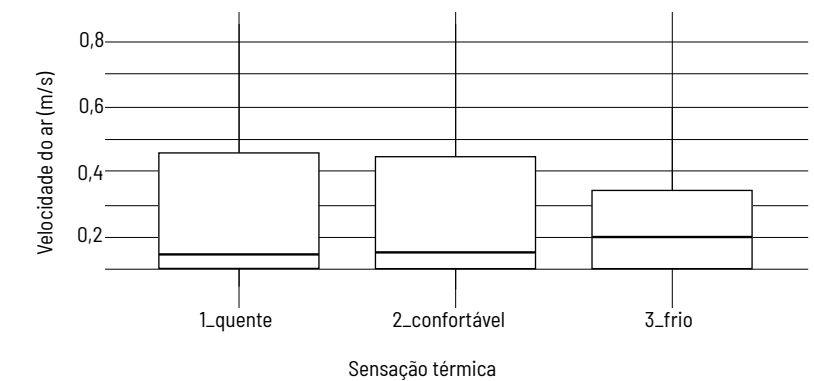 0,8
0,6
0,4
0,2
Velocidade do ar (m/s)
1_quente
2_confortável
3_frio
Sensação térmica